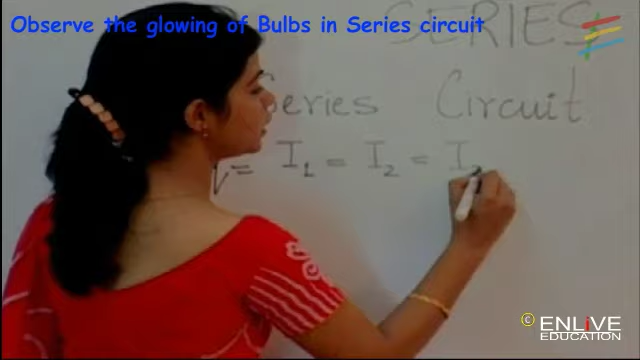 Observe the glowing of Bulbs in Series circuit
SERIES
Series Circuit
= I₁ = I₂ = I
© ENLIVE
EDUCATION